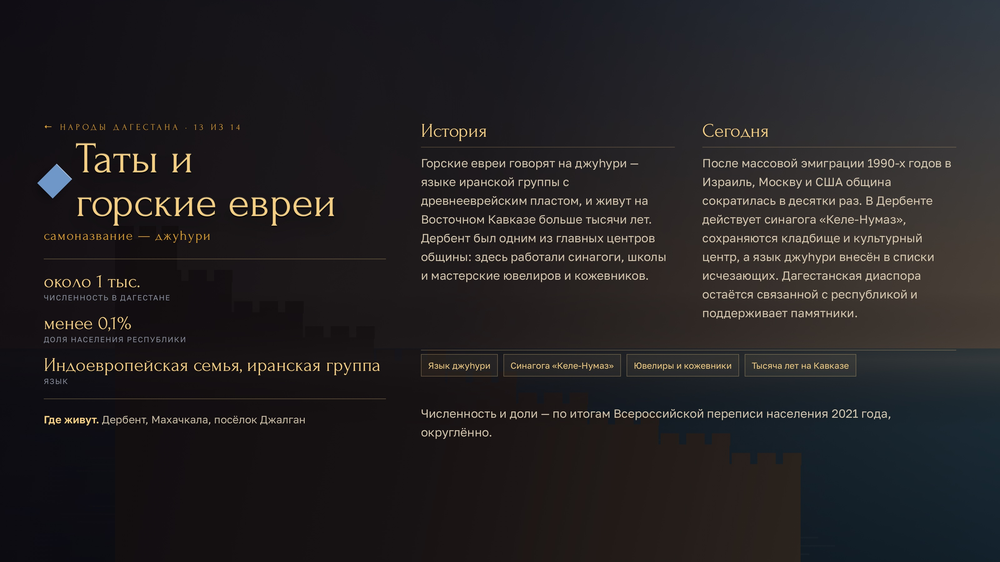 ← НАРОДЫ ДАГЕСТАНА · 13 ИЗ 14
Таты и
горские евреи
самоназвание — джуhури
около 1 тыс.
ЧИСЛЕННОСТЬ В ДАГЕСТАНЕ
менее 0,1%
ДОЛЯ НАСЕЛЕНИЯ РЕСПУБЛИКИ
Индоевропейская семья, иранская группа
ЯЗЫК
Где живут. Дербент, Махачкала, посёлок Джалган
История
Горские евреи говорят на джуhури —
языке иранской группы с
древнееврейским пластом, и живут на
Восточном Кавказе больше тысячи лет.
Дербент был одним из главных центров
общины: здесь работали синагоги, школы
и мастерские ювелиров и кожевников.
Сегодня
После массовой эмиграции 1990-х годов в
Израиль, Москву и США община
сократилась в десятки раз. В Дербенте
действует синагога «Келе-Нумаз»,
сохраняются кладбище и культурный
центр, а язык джуhури внесён в списки
исчезающих. Дагестанская диаспора
остаётся связанной с республикой и
поддерживает памятники.
Язык джуhури
Синагога «Келе-Нумаз»
Ювелиры и кожевники
Тысяча лет на Кавказе
Численность и доли — по итогам Всероссийской переписи населения 2021 года,
округлённо.